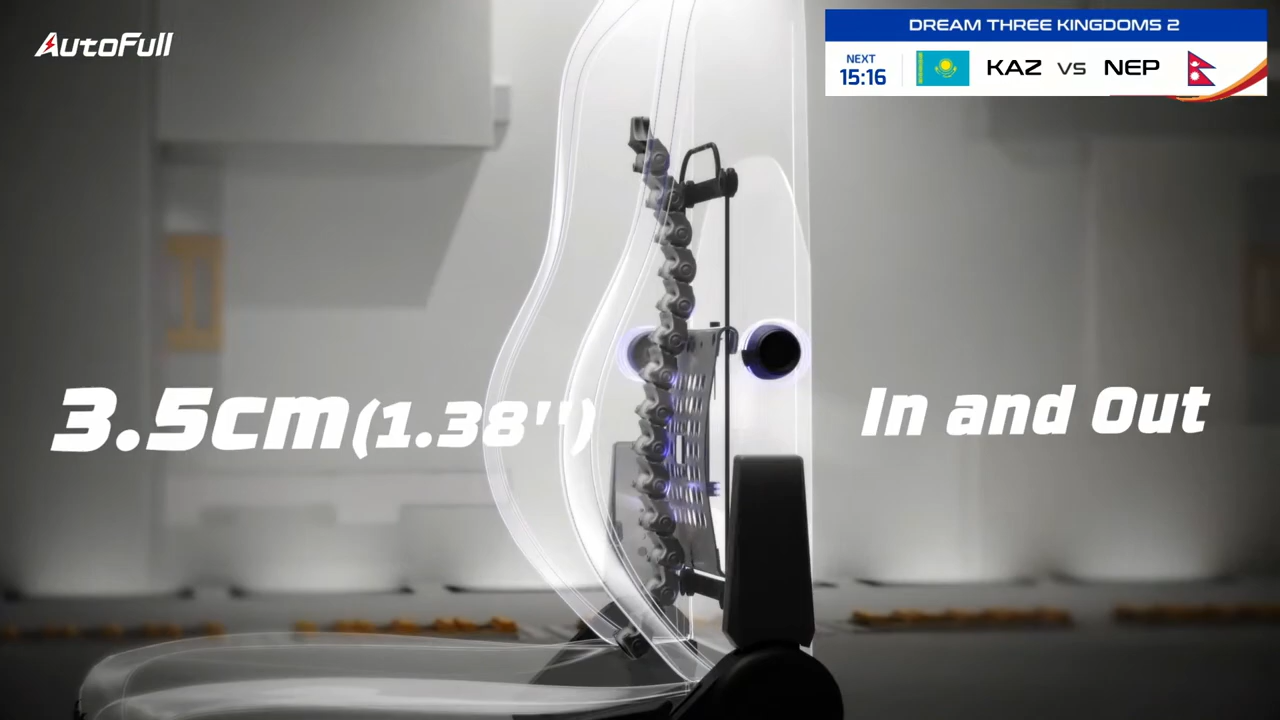 AutoFull
DREAM THREE KINGDOMS 2
NEXT
15:16
KAZ VS NEP
3.5cm(1.38'')
In and Out